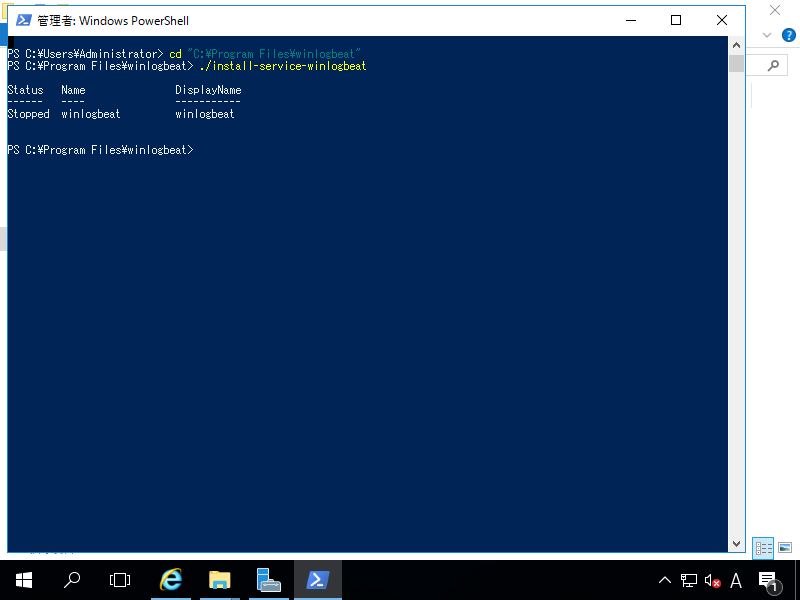 管理者: Windows PowerShell
PS C:¥Users¥Administrator> cd "C:¥Program Files¥winlogbeat"
PS C:¥Program Files¥winlogbeat> ./install-service-winlogbeat
Status Name DisplayName
------ ---- -----------
Stopped winlogbeat winlogbeat
PS C:¥Program Files¥winlogbeat>
?
A
1